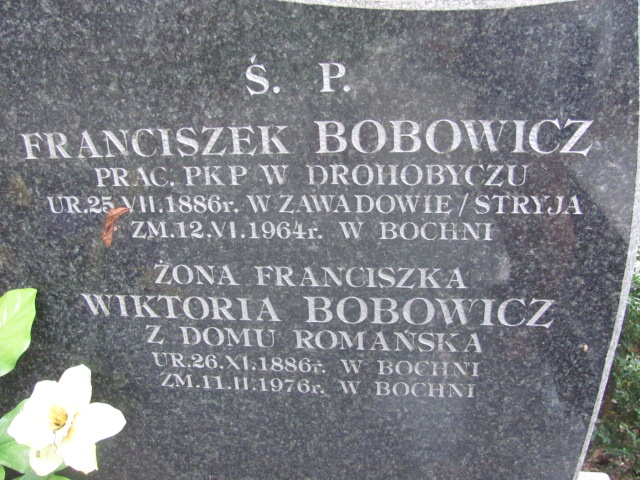 Ś. P.
FRANCISZEK BOBOWICZ
PRAC. PKP W DROHOBYCZU
UR.25.VII.1886r. W ZAWADOWIE/STRYJA
ZM.12.VI.1964r. W BOCHNI
ŻONA FRANCISZKA
WIKTORIA BOBOWICZ
Z DOMU ROMAŃSKA
UR.26.XI.1886r. W BOCHNI
ZM.11.II.1976r. W BOCHNI